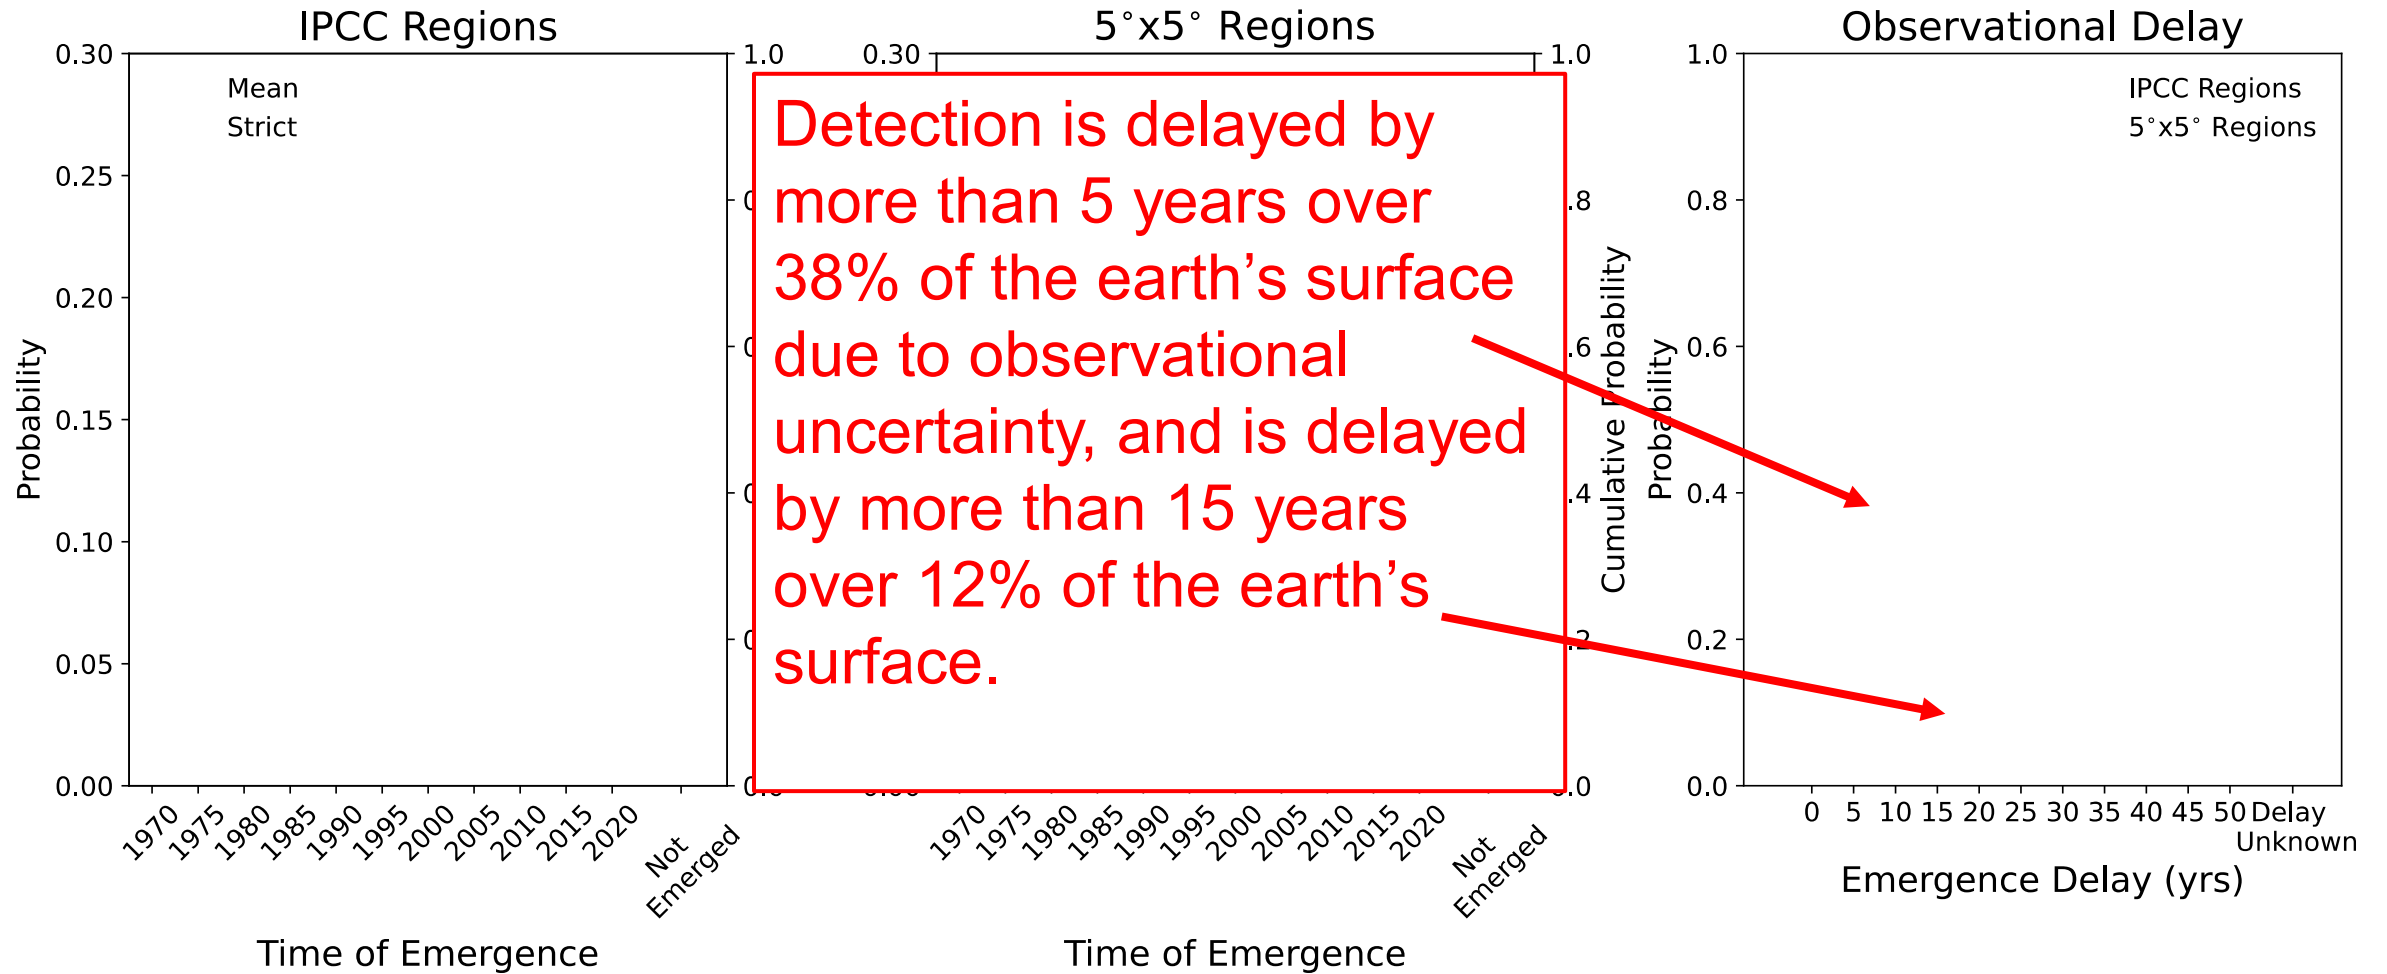 IPCC Regions
0.30
0.25
0.20
0.15
0.10
0.05
0.00
Probability
Mean
Strict
1970
1975
1980
1985
1990
1995
2000
2005
2010
2015
2020
Not
Emerged
Time of Emergence
1.0
5°x5° Regions
0.30
Detection is delayed by
more than 5 years over
38% of the earth’s surface
due to observational
uncertainty, and is delayed
by more than 15 years
over 12% of the earth’s
surface.
1970
1975
1980
1985
1990
1995
2000
2005
2010
2015
2020
Not
Emerged
Time of Emergence
1.0
.8
.6
.4
.2
.0
Cumulative Probability
Observational Delay
1.0
0.8
0.6
0.4
0.2
0.0
Probability
IPCC Regions
5°x5° Regions
0 5 10 15 20 25 30 35 40 45 50 Delay
Unknown
Emergence Delay (yrs)